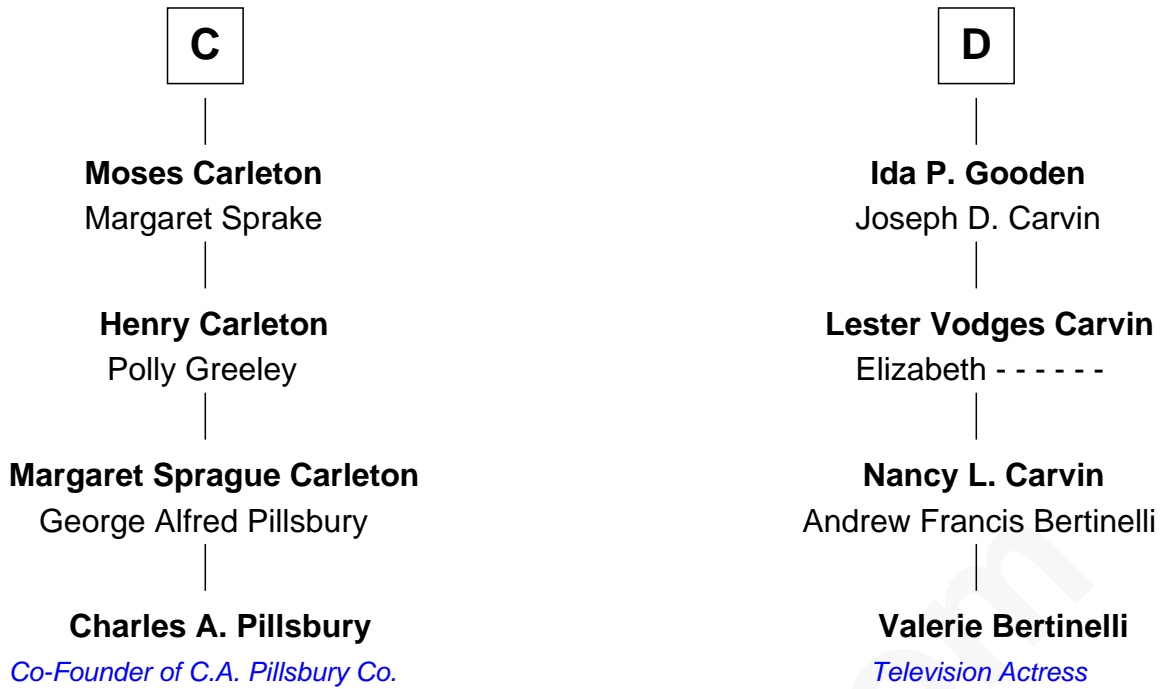 C
Moses Carleton
Margaret Sprake
Henry Carleton
Polly Greeley
Margaret Sprague Carleton
George Alfred Pillsbury
Charles A. Pillsbury
Co-Founder of C.A. Pillsbury Co.
D
Ida P. Gooden
Joseph D. Carvin
Lester Vodges Carvin
Elizabeth - - - - - -
Nancy L. Carvin
Andrew Francis Bertinelli
Valerie Bertinelli
Television Actress